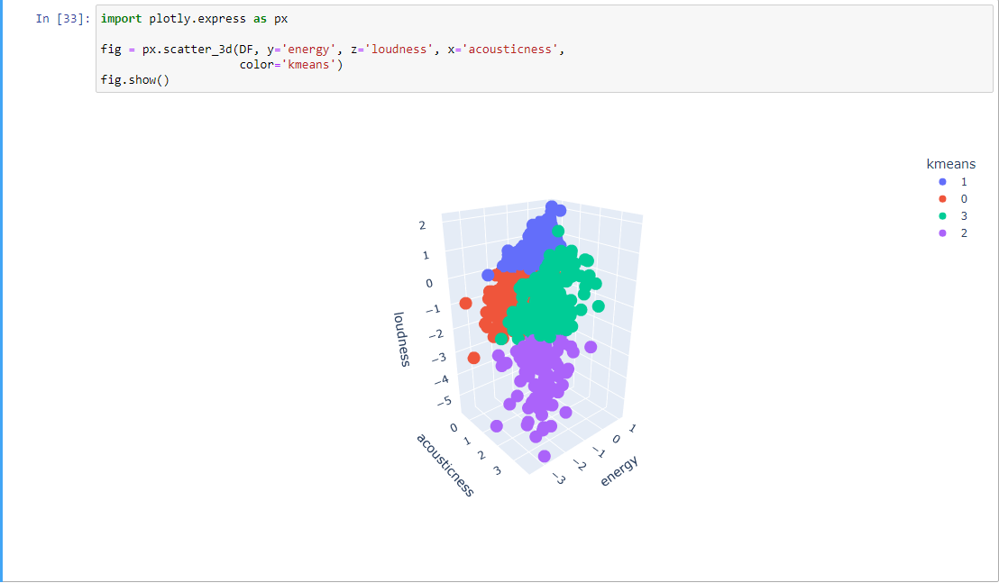 In [33]:
import plotly.express as px
fig = px.scatter_3d(DF, y='energy', z='loudness', x='acousticness',
color='kmeans')
fig.show()
kmeans
1
0
3
2
2
1
0
−1
−2
−3
−4
−5
loudness
0
1
2
3
acousticness
−3
−2
−1
0
1
energy